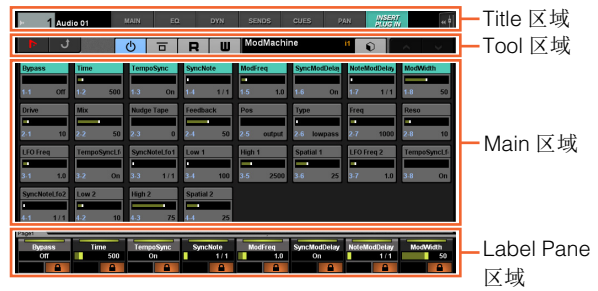 1 Audio 01 MAIN EQ DYN SENDS CUES PAN INSERT PLUG IN Title 区域
R W ModMachine i1 Tool 区域
Bypass Time TempoSync SyncNote ModFreq SyncModDelay NoteModDelay ModWidth
1-1 Off 1-2 500 1-3 On 1-4 1/1 1-5 1.0 1-6 On 1-7 1/1 1-8 50
Drive Mix Nudge Tape Feedback Pos Type Freq Reso
2-1 10 2-2 50 2-3 0 2-4 50 2-5 output 2-6 lowpass 2-7 1000 2-8 10
Main 区域
LFO Freq TempoSyncLf SyncNoteLfo1 Low 1 High 1 Spatial 1 LFO Freq 2 TempoSyncLf
3-1 1.0 3-2 On 3-3 1/1 3-4 100 3-5 2500 3-6 25 3-7 1.0 3-8 On
SyncNoteLfo2 Low 2 High 2 Spatial 2
4-1 1/1 4-2 10 4-3 75 4-4 25
Page1
Bypass Time TempoSync SyncNote ModFreq SyncModDelay NoteModDelay ModWidth
Off 500 On 1/1 1.0 On 1/1 50
Label Pane
区域